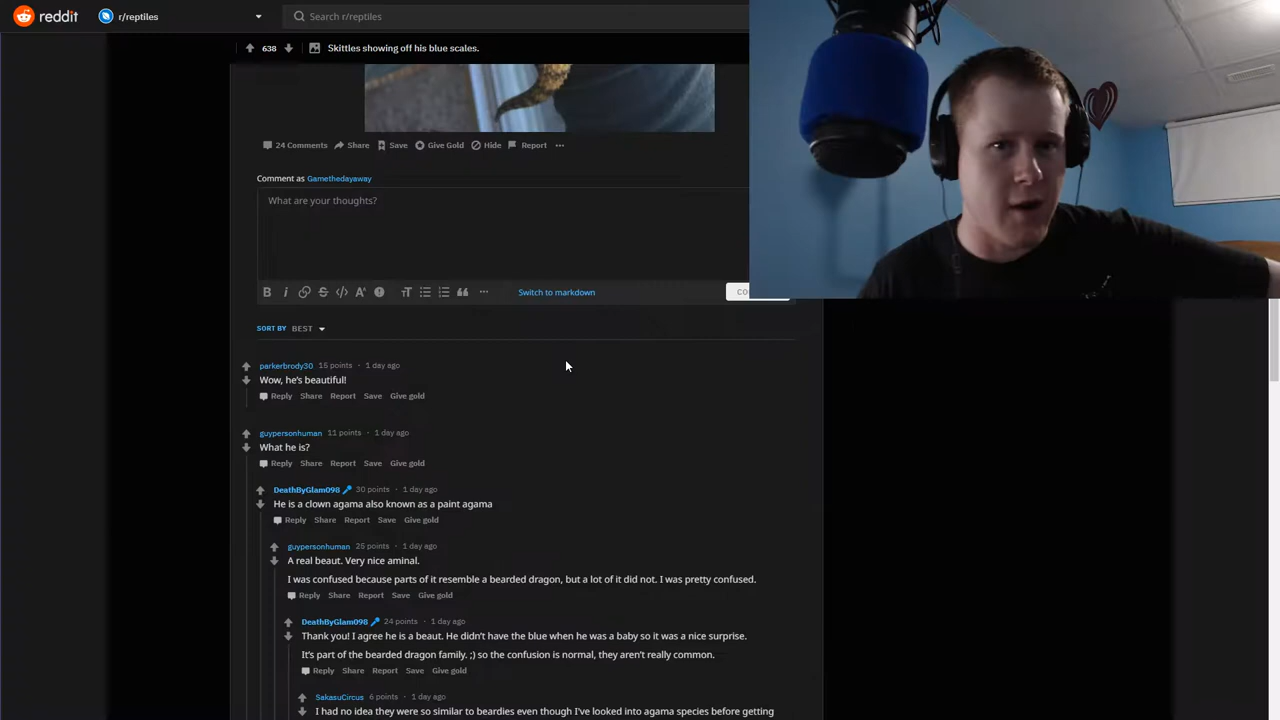 reddit
r/reptiles
Search r/reptiles
638 Skittles showing off his blue scales.
24 Comments Share Save Give Gold Hide Report
Comment as Gamethedayaway
What are your thoughts?
Switch to markdown
SORT BY BEST
parkerbrody30 15 points · 1 day ago
Wow, he's beautiful!
Reply Share Report Save Give gold
guypersonhuman 11 points · 1 day ago
What he is?
Reply Share Report Save Give gold
DeathByGlam098 30 points · 1 day ago
He is a clown agama also known as a paint agama
Reply Share Report Save Give gold
guypersonhuman 25 points · 1 day ago
A real beaut. Very nice aminal.
I was confused because parts of it resemble a bearded dragon, but a lot of it did not. I was pretty confused.
Reply Share Report Save Give gold
DeathByGlam098 24 points · 1 day ago
Thank you! I agree he is a beaut. He didn't have the blue when he was a baby so it was a nice surprise.
It's part of the bearded dragon family. ;) so the confusion is normal, they aren't really common.
Reply Share Report Save Give gold
SakasuCircus 6 points · 1 day ago
I had no idea they were so similar to beardies even though I've looked into agama species before getting